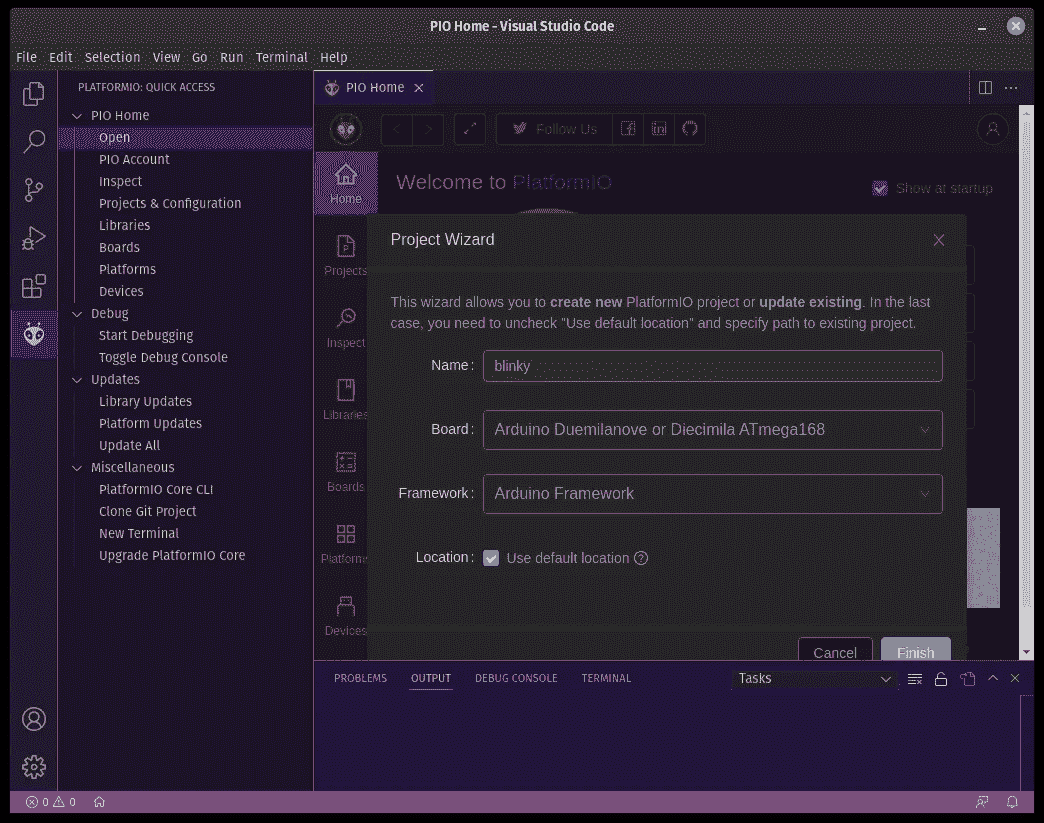 PIO Home - Visual Studio Code
File Edit Selection View Go Run Terminal Help
PLATFORMIO: QUICK ACCESS
PIO Home
Open
PIO Account
Inspect
Projects & Configuration
Libraries
Boards
Platforms
Devices
Debug
Start Debugging
Toggle Debug Console
Updates
Library Updates
Platform Updates
Update All
Miscellaneous
PlatformIO Core CLI
Clone Git Project
New Terminal
Upgrade PlatformIO Core
PIO Home
Follow Us
Home
Projects
Inspect
Libraries
Boards
Platforms
Devices
Welcome to PlatformIO
Show at startup
Project Wizard
This wizard allows you to create new PlatformIO project or update existing. In the last
case, you need to uncheck "Use default location" and specify path to existing project.
Name: blinky
Board: Arduino Duemilanove or Diecimila ATmega168
Framework: Arduino Framework
Location: Use default location
Cancel Finish
PROBLEMS OUTPUT DEBUG CONSOLE TERMINAL Tasks
0 0